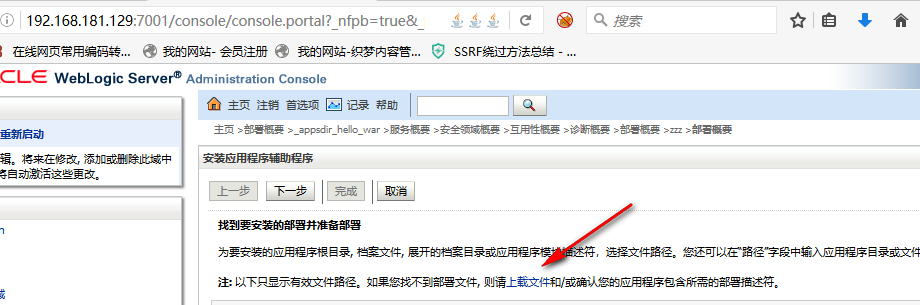 192.168.181.129:7001/console/console.portal?_nfpb=true&_
搜索
在线网页常用编码转...
我的网站- 会员注册
我的网站-织梦内容管...
SSRF绕过方法总结 -...
CLE WebLogic Server® Administration Console
主页 注销 首选项 记录 帮助
主页 >部署概要 >_appsdir_hello_war >服务概要 >安全领域概要 >互用性概要 >诊断概要 >部署概要 >zzz >部署概要
重新启动
辑。将来在修改, 添加或删除此域中
将自动激活这些更改。
安装应用程序辅助程序
上一步 下一步 完成 取消
找到要安装的部署并准备部署
为要安装的应用程序根目录, 档案文件, 展开的档案目录或应用程序模块描述符, 选择文件路径。您还可以在"路径"字段中输入应用程序目录或文件
注: 以下只显示有效文件路径。如果您找不到部署文件, 则请上载文件和/或确认您的应用程序包含所需的部署描述符。